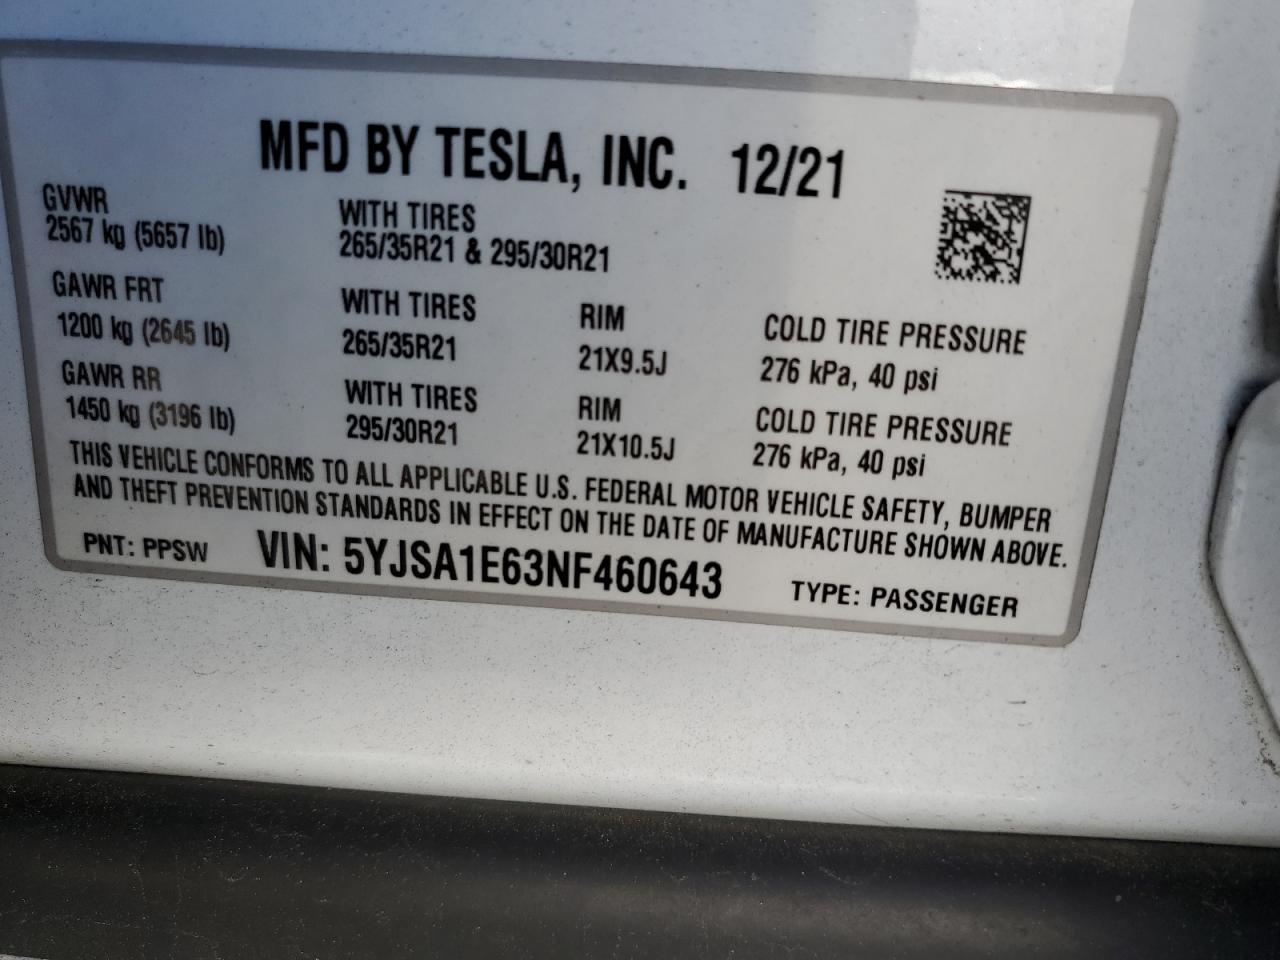 MFD BY TESLA, INC. 12/21
GVWR
2567 kg (5657 lb)
WITH TIRES
265/35R21 & 295/30R21
GAWR FRT
1200 kg (2645 lb)
WITH TIRES
265/35R21
RIM
21X9.5J
COLD TIRE PRESSURE
276 kPa, 40 psi
GAWR RR
1450 kg (3196 lb)
WITH TIRES
295/30R21
RIM
21X10.5J
COLD TIRE PRESSURE
276 kPa, 40 psi
THIS VEHICLE CONFORMS TO ALL APPLICABLE U.S. FEDERAL MOTOR VEHICLE SAFETY, BUMPER
AND THEFT PREVENTION STANDARDS IN EFFECT ON THE DATE OF MANUFACTURE SHOWN ABOVE.
PNT: PPSW VIN: 5YJSA1E63NF460643 TYPE: PASSENGER